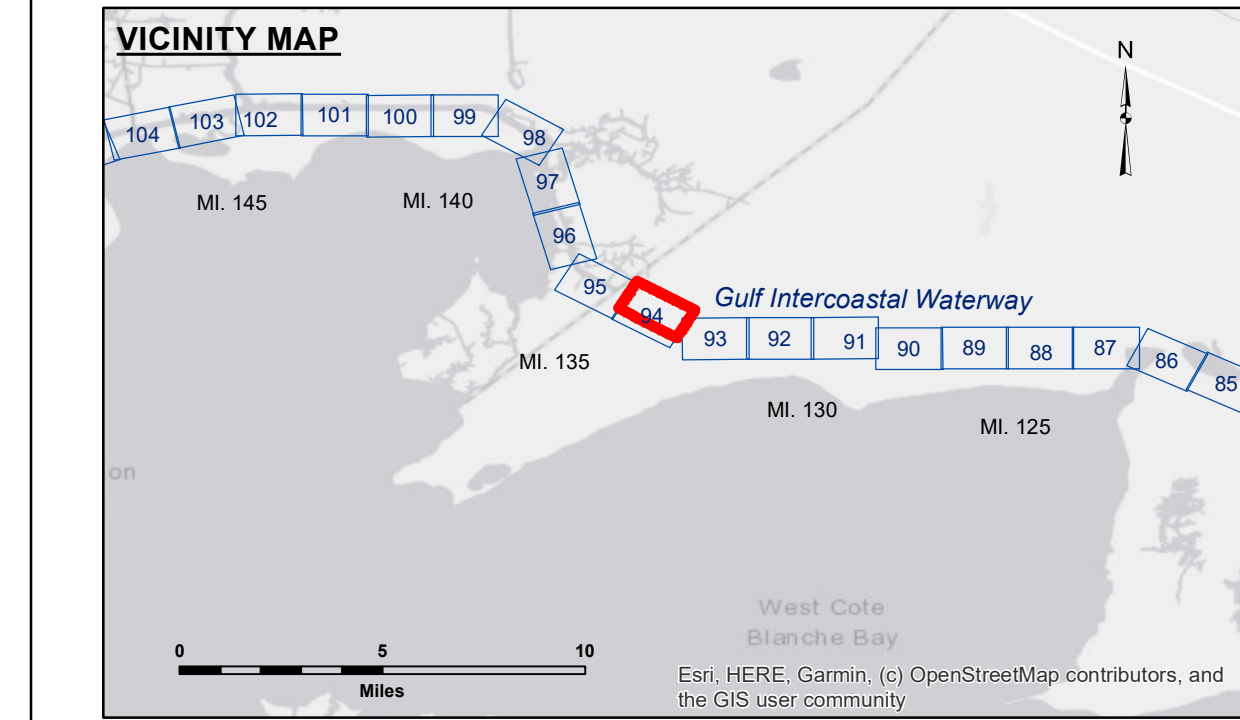 VICINITY MAP
N
104
103
102
101
100
99
98
97
MI. 145
MI. 140
96
95
94
Gulf Intercoastal Waterway
93
92
91
90
89
88
87
86
85
MI. 135
MI. 130
MI. 125
on
West Cote
Blanche Bay
0 5 10
Miles
Esri, HERE, Garmin, (c) OpenStreetMap contributors, and
the GIS user community